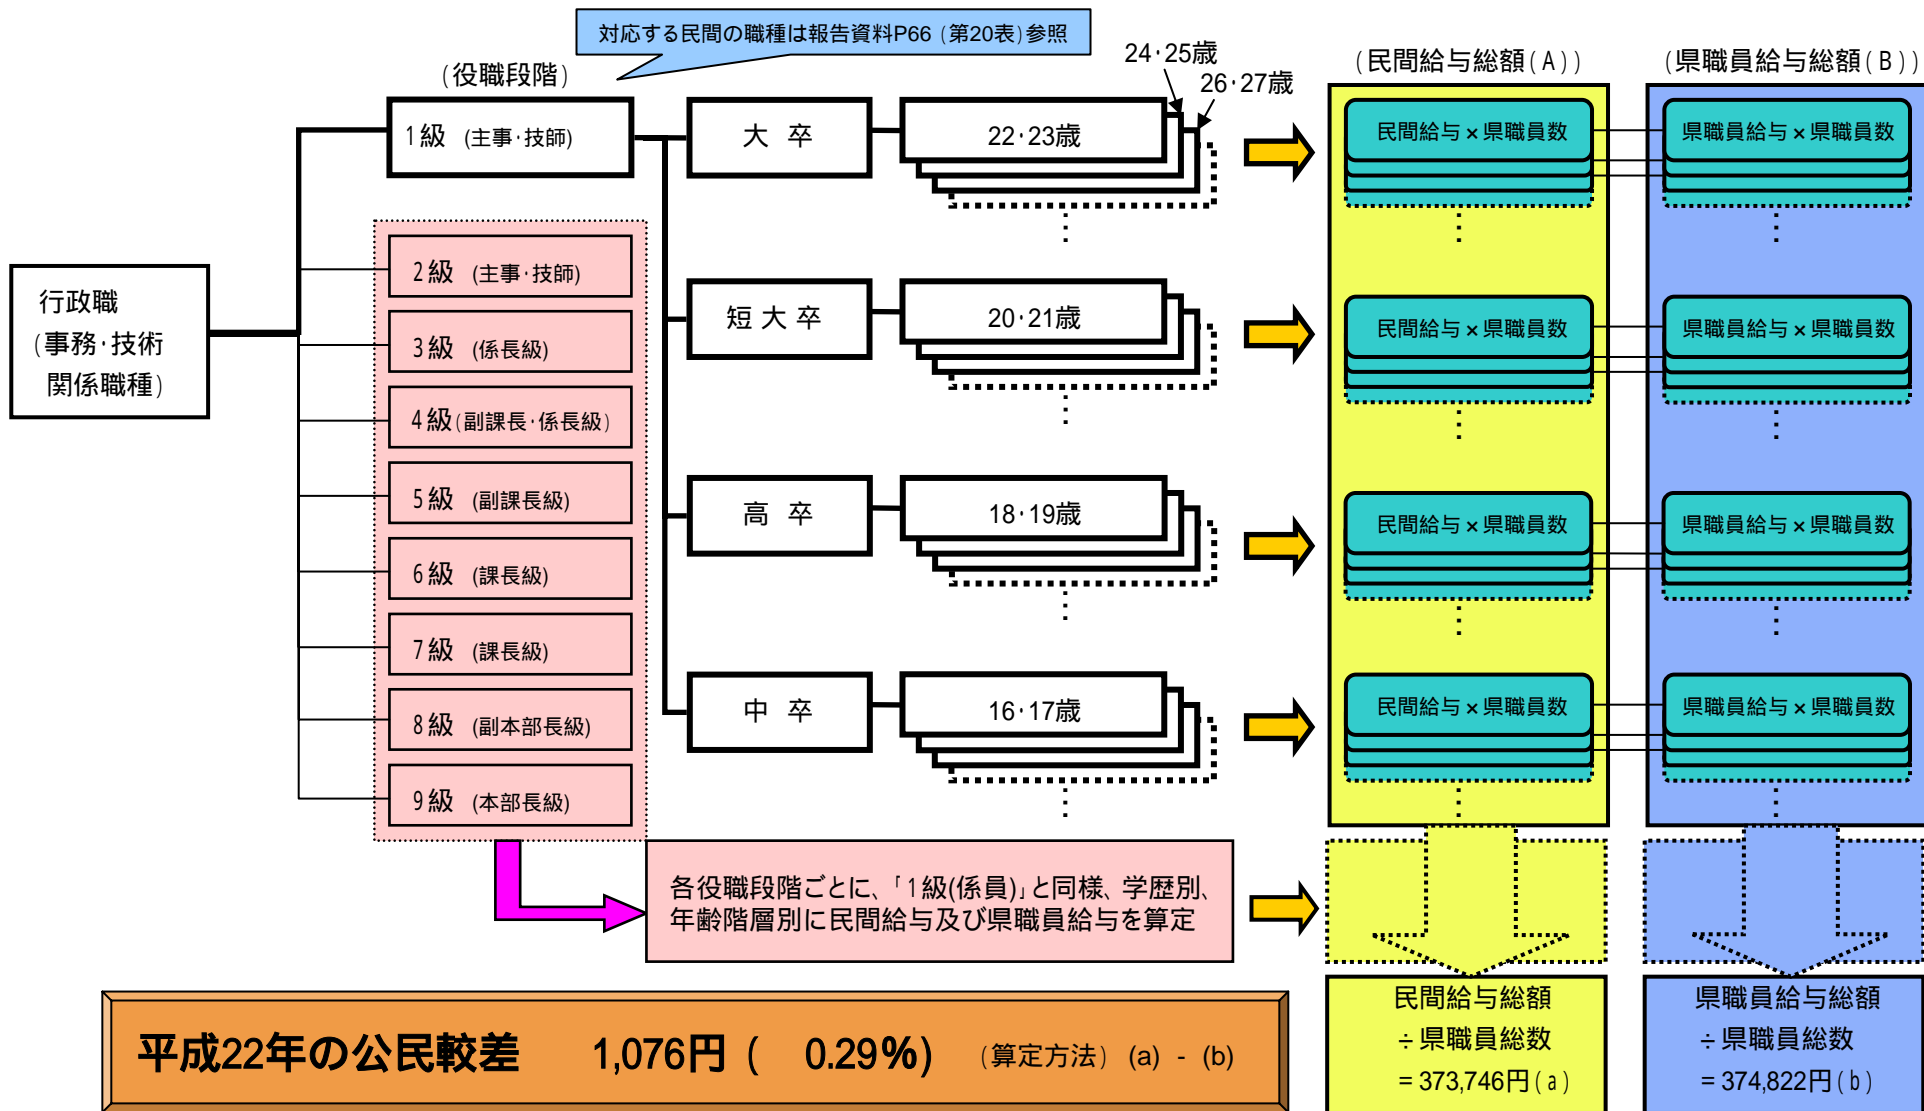 対応する民間の職種は報告資料P66（第20表）参照
（役職段階）
24・25歳
26・27歳
（民間給与総額（A））
（県職員給与総額（B））
1級 (主事・技師)
大 卒
22・23歳
民間給与×県職員数
県職員給与×県職員数
2級 (主事・技師)
行政職
（事務・技術
関係職種）
短 大 卒
20・21歳
民間給与×県職員数
県職員給与×県職員数
3級 (係長級)
4級（副課長・係長級）
5級 (副課長級)
高 卒
18・19歳
民間給与×県職員数
県職員給与×県職員数
6級 (課長級)
7級 (課長級)
中 卒
16・17歳
民間給与×県職員数
県職員給与×県職員数
8級 (副本部長級)
9級 (本部長級)
各役職段階ごとに、「1級(係員)」と同様、学歴別、
年齢階層別に民間給与及び県職員給与を算定
民間給与総額
÷県職員総数
＝373,746円（a）
県職員給与総額
÷県職員総数
＝374,822円（b）
平成22年の公民較差 1,076円 ( 0.29%) （算定方法）(a) - (b)